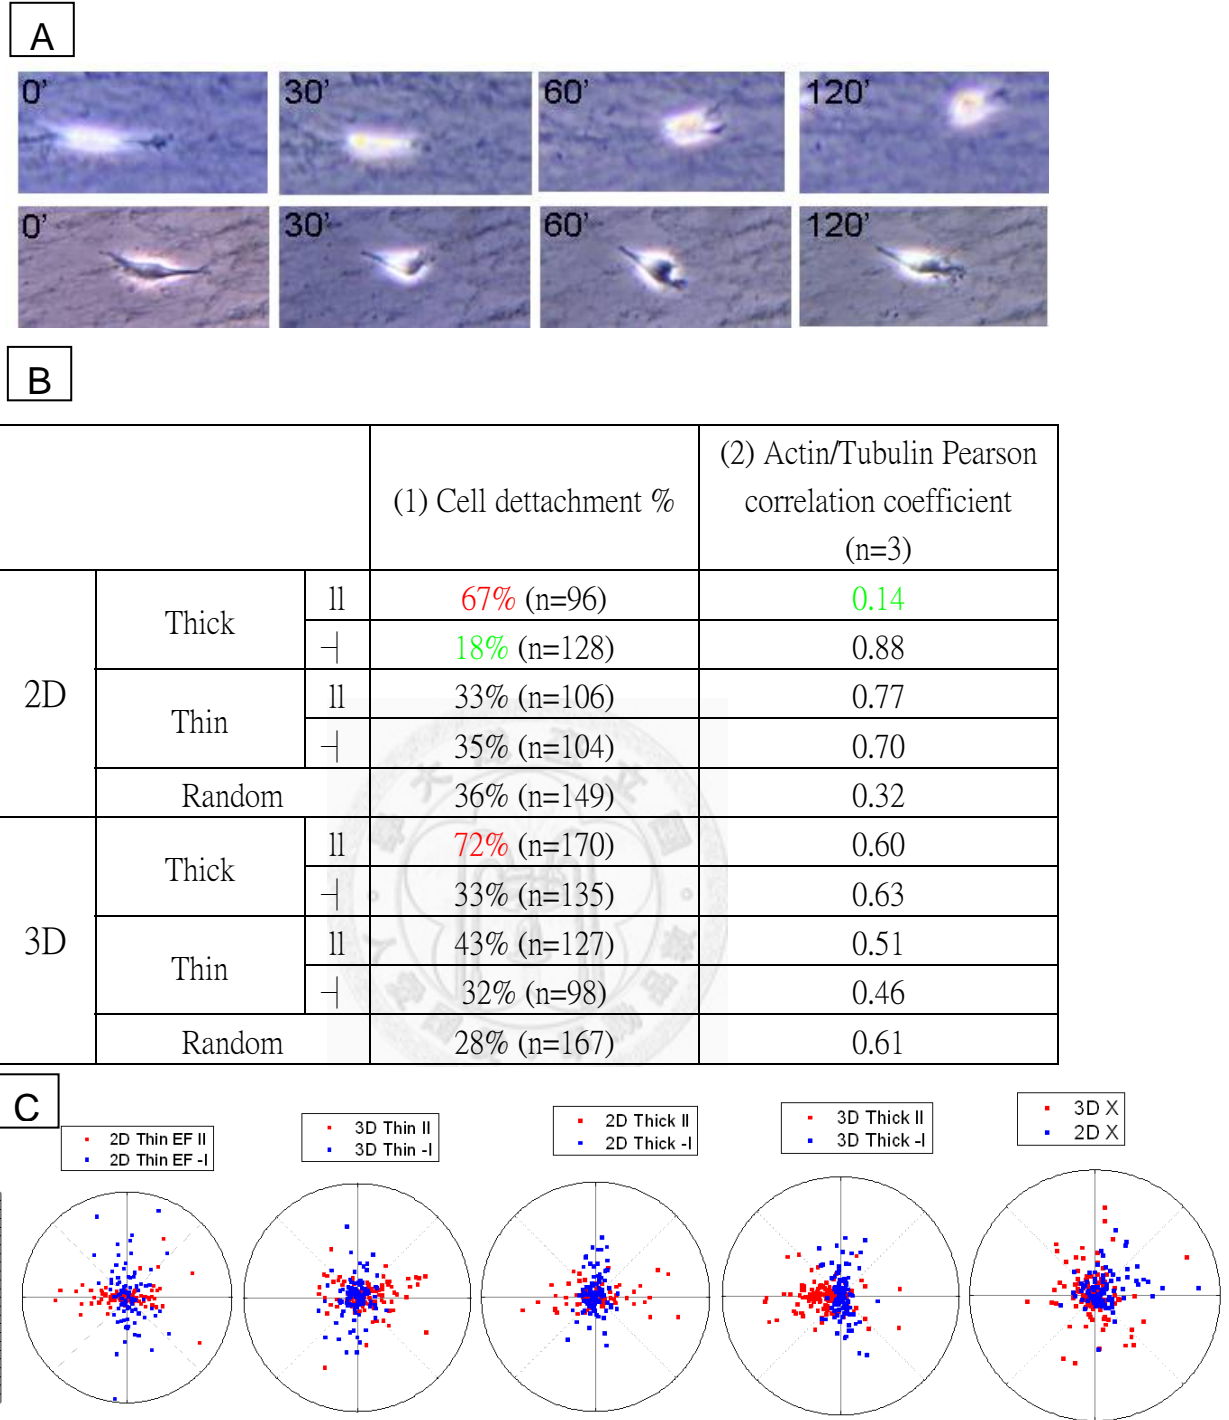 A
0' 30' 60' 120'
0' 30' 60' 120'
B
(1) Cell dettachment %
(2) Actin/Tubulin Pearson
correlation coefficient
(n=3)
2D Thick ll 67% (n=96) 0.14
⊣ 18% (n=128) 0.88
Thin ll 33% (n=106) 0.77
⊣ 35% (n=104) 0.70
Random 36% (n=149) 0.32
3D Thick ll 72% (n=170) 0.60
⊣ 33% (n=135) 0.63
Thin ll 43% (n=127) 0.51
⊣ 32% (n=98) 0.46
Random 28% (n=167) 0.61
C
2D Thin EF II
2D Thin EF -I
3D Thin II
3D Thin -I
2D Thick II
2D Thick -I
3D Thick II
3D Thick -I
3D X
2D X